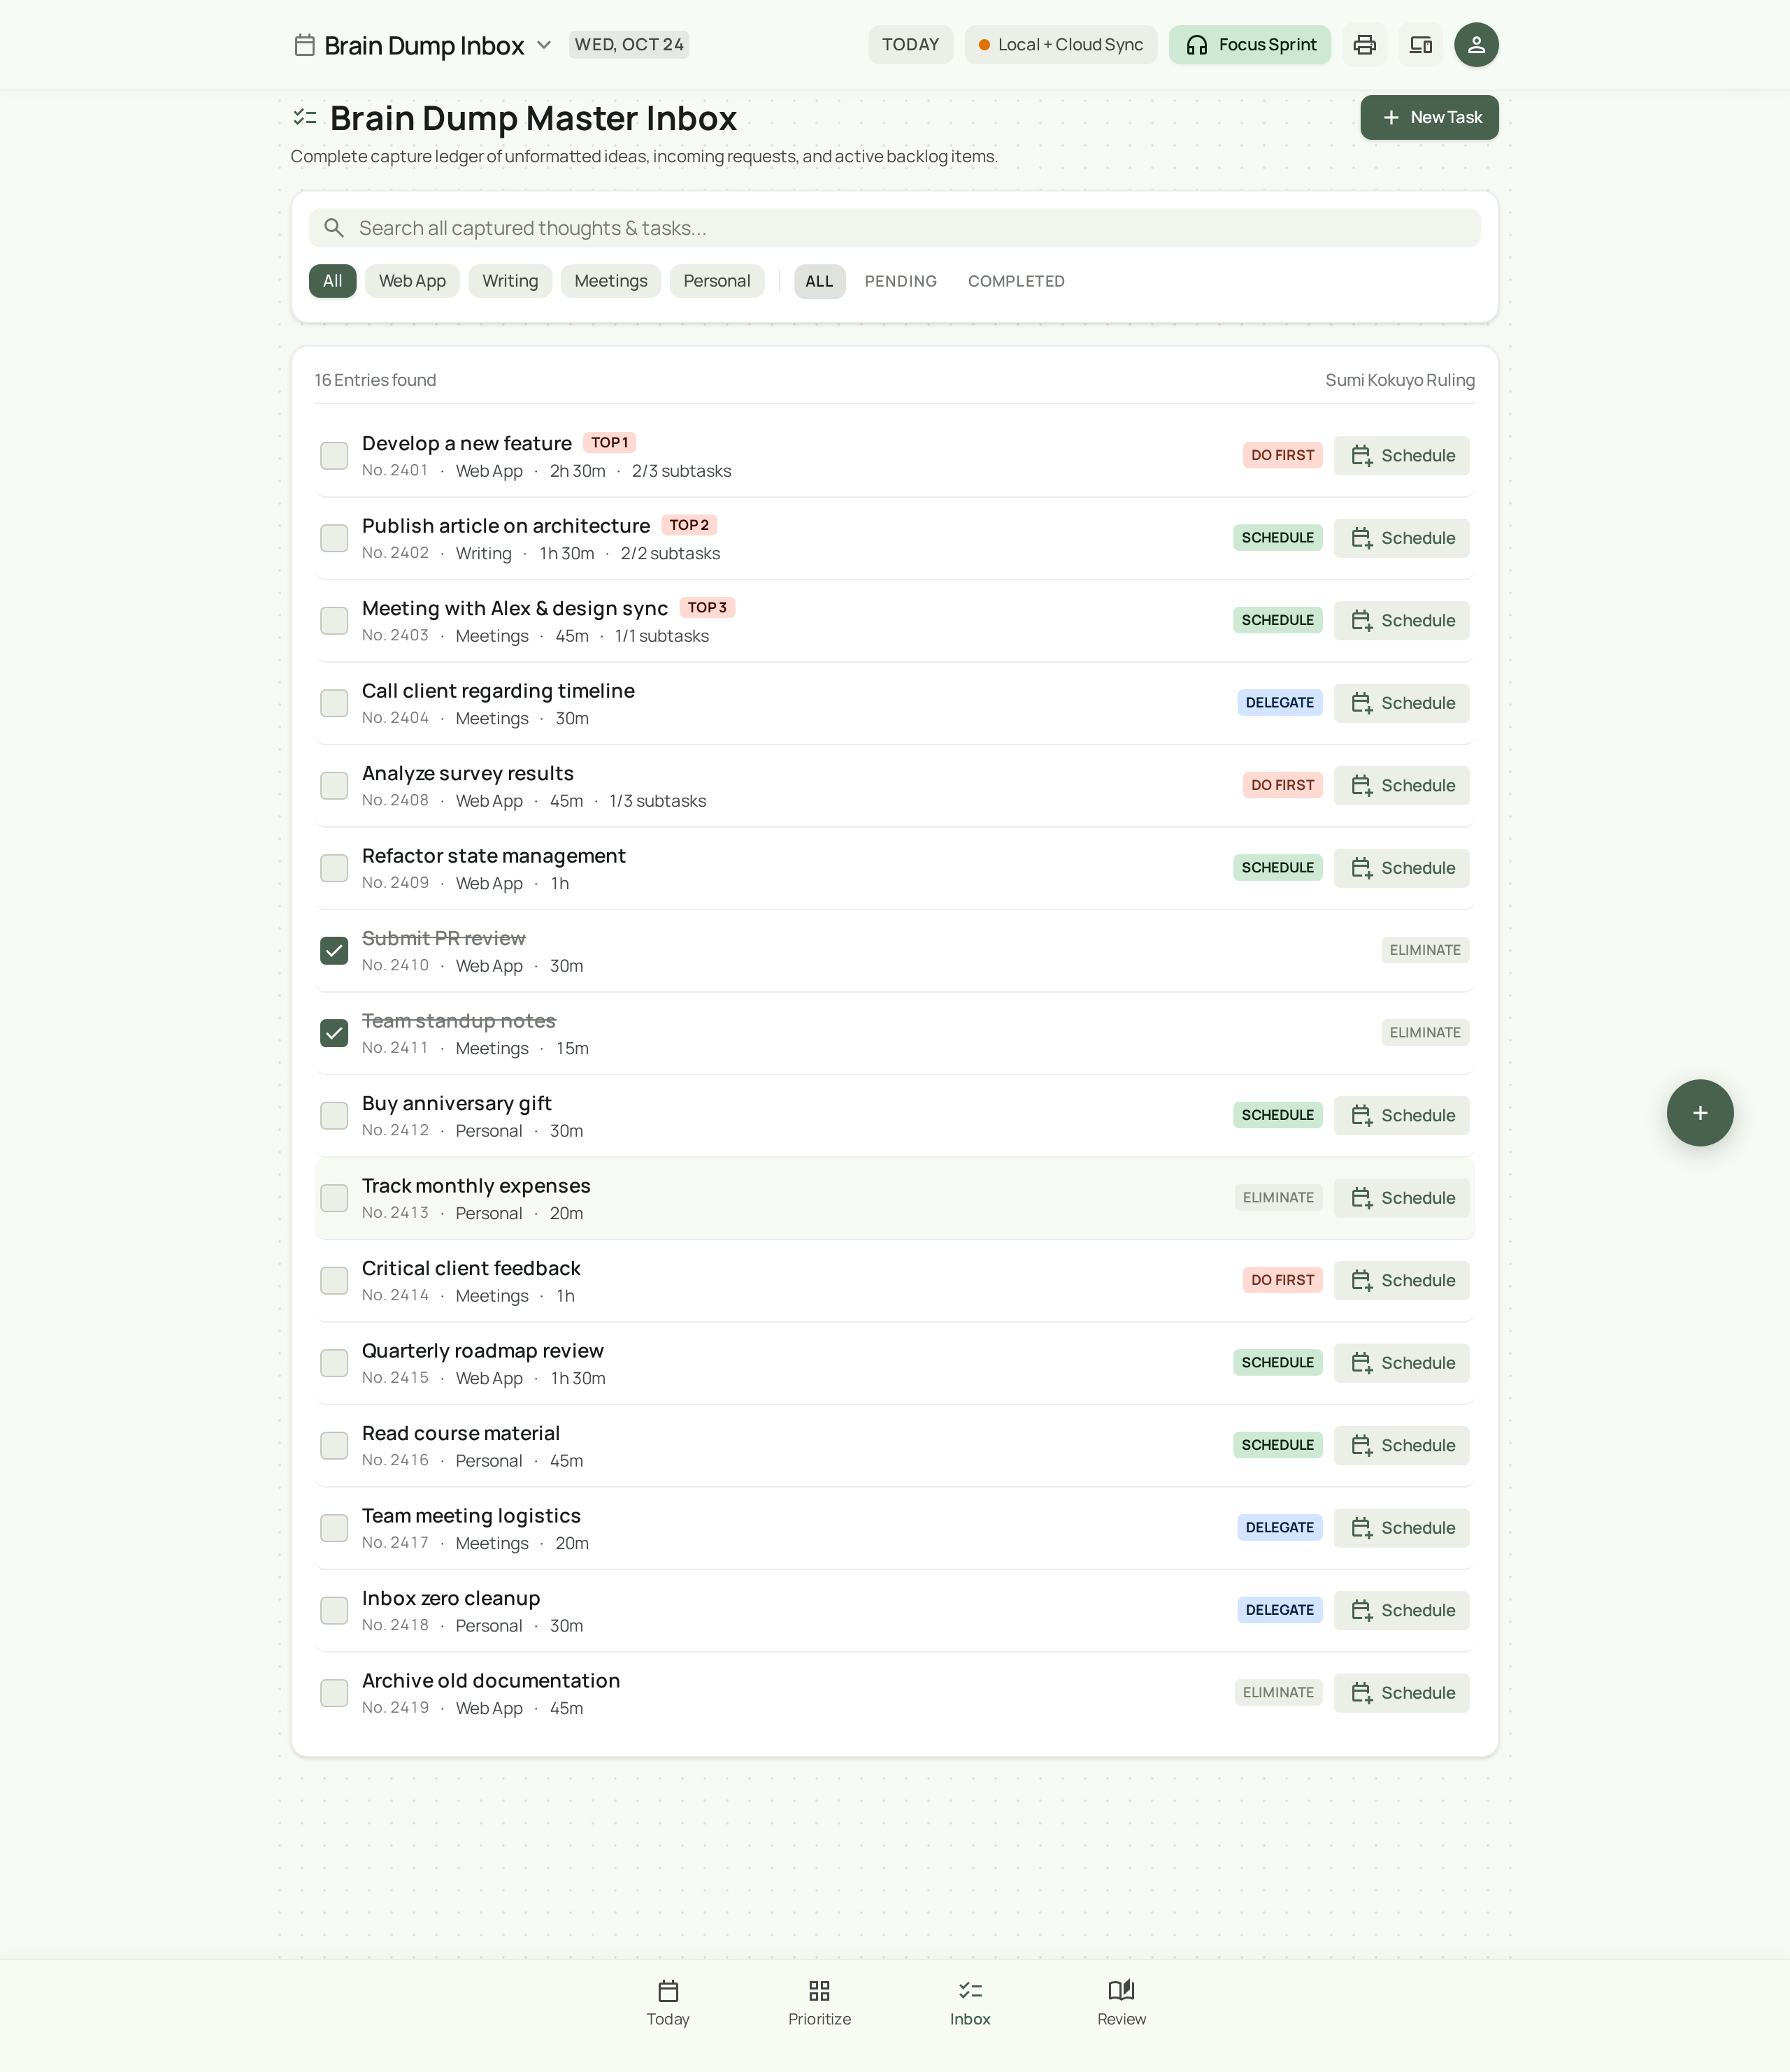 Brain Dump Inbox WED, OCT 24 TODAY Local + Cloud Sync Focus Sprint
Brain Dump Master Inbox New Task
Complete capture ledger of unformatted ideas, incoming requests, and active backlog items.
Search all captured thoughts & tasks...
All Web App Writing Meetings Personal ALL PENDING COMPLETED
16 Entries found Sumi Kokuyo Ruling
Develop a new feature TOP 1
No. 2401 · Web App · 2h 30m · 2/3 subtasks
DO FIRST Schedule
Publish article on architecture TOP 2
No. 2402 · Writing · 1h 30m · 2/2 subtasks
SCHEDULE Schedule
Meeting with Alex & design sync TOP 3
No. 2403 · Meetings · 45m · 1/1 subtasks
SCHEDULE Schedule
Call client regarding timeline
No. 2404 · Meetings · 30m
DELEGATE Schedule
Analyze survey results
No. 2408 · Web App · 45m · 1/3 subtasks
DO FIRST Schedule
Refactor state management
No. 2409 · Web App · 1h
SCHEDULE Schedule
Submit PR review
No. 2410 · Web App · 30m
ELIMINATE
Team standup notes
No. 2411 · Meetings · 15m
ELIMINATE
Buy anniversary gift
No. 2412 · Personal · 30m
SCHEDULE Schedule
Track monthly expenses
No. 2413 · Personal · 20m
ELIMINATE Schedule
Critical client feedback
No. 2414 · Meetings · 1h
DO FIRST Schedule
Quarterly roadmap review
No. 2415 · Web App · 1h 30m
SCHEDULE Schedule
Read course material
No. 2416 · Personal · 45m
SCHEDULE Schedule
Team meeting logistics
No. 2417 · Meetings · 20m
DELEGATE Schedule
Inbox zero cleanup
No. 2418 · Personal · 30m
DELEGATE Schedule
Archive old documentation
No. 2419 · Web App · 45m
ELIMINATE Schedule
Today Prioritize Inbox Review